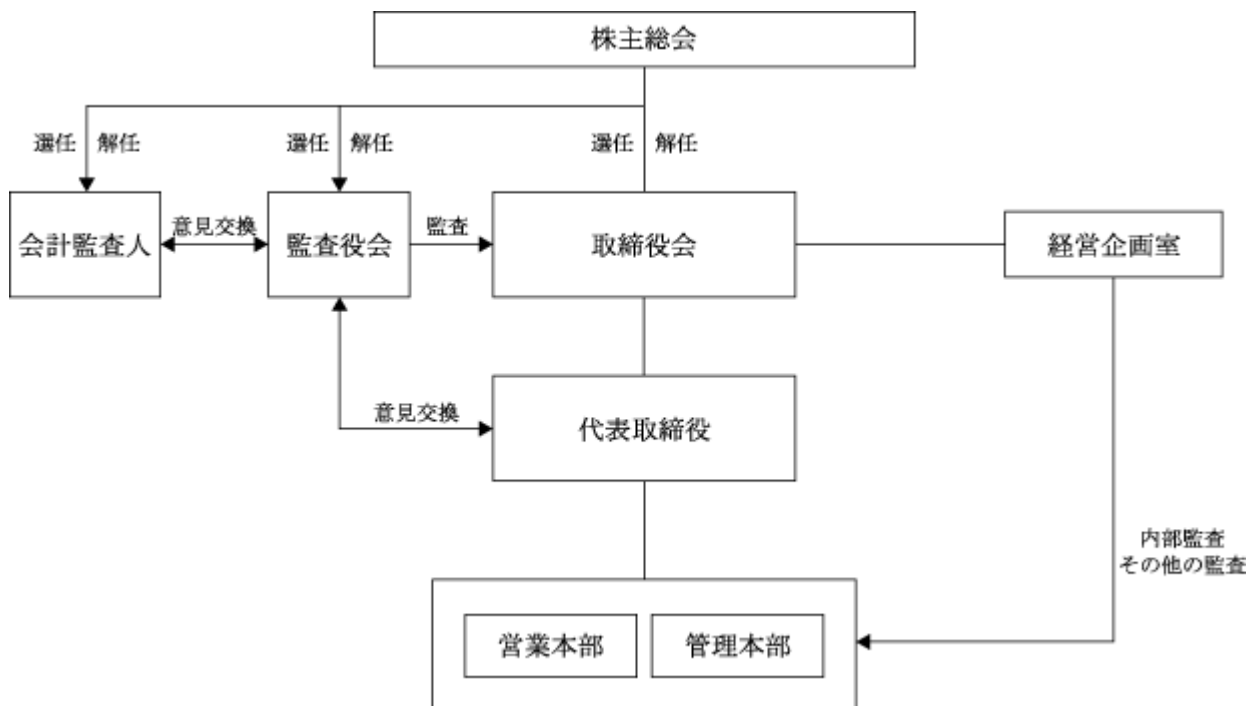 株主総会
選任 解任
選任 解任
選任 解任
会計監査人
意見交換
監査役会
監査
取締役会
経営企画室
意見交換
代表取締役
内部監査
その他の監査
営業本部
管理本部